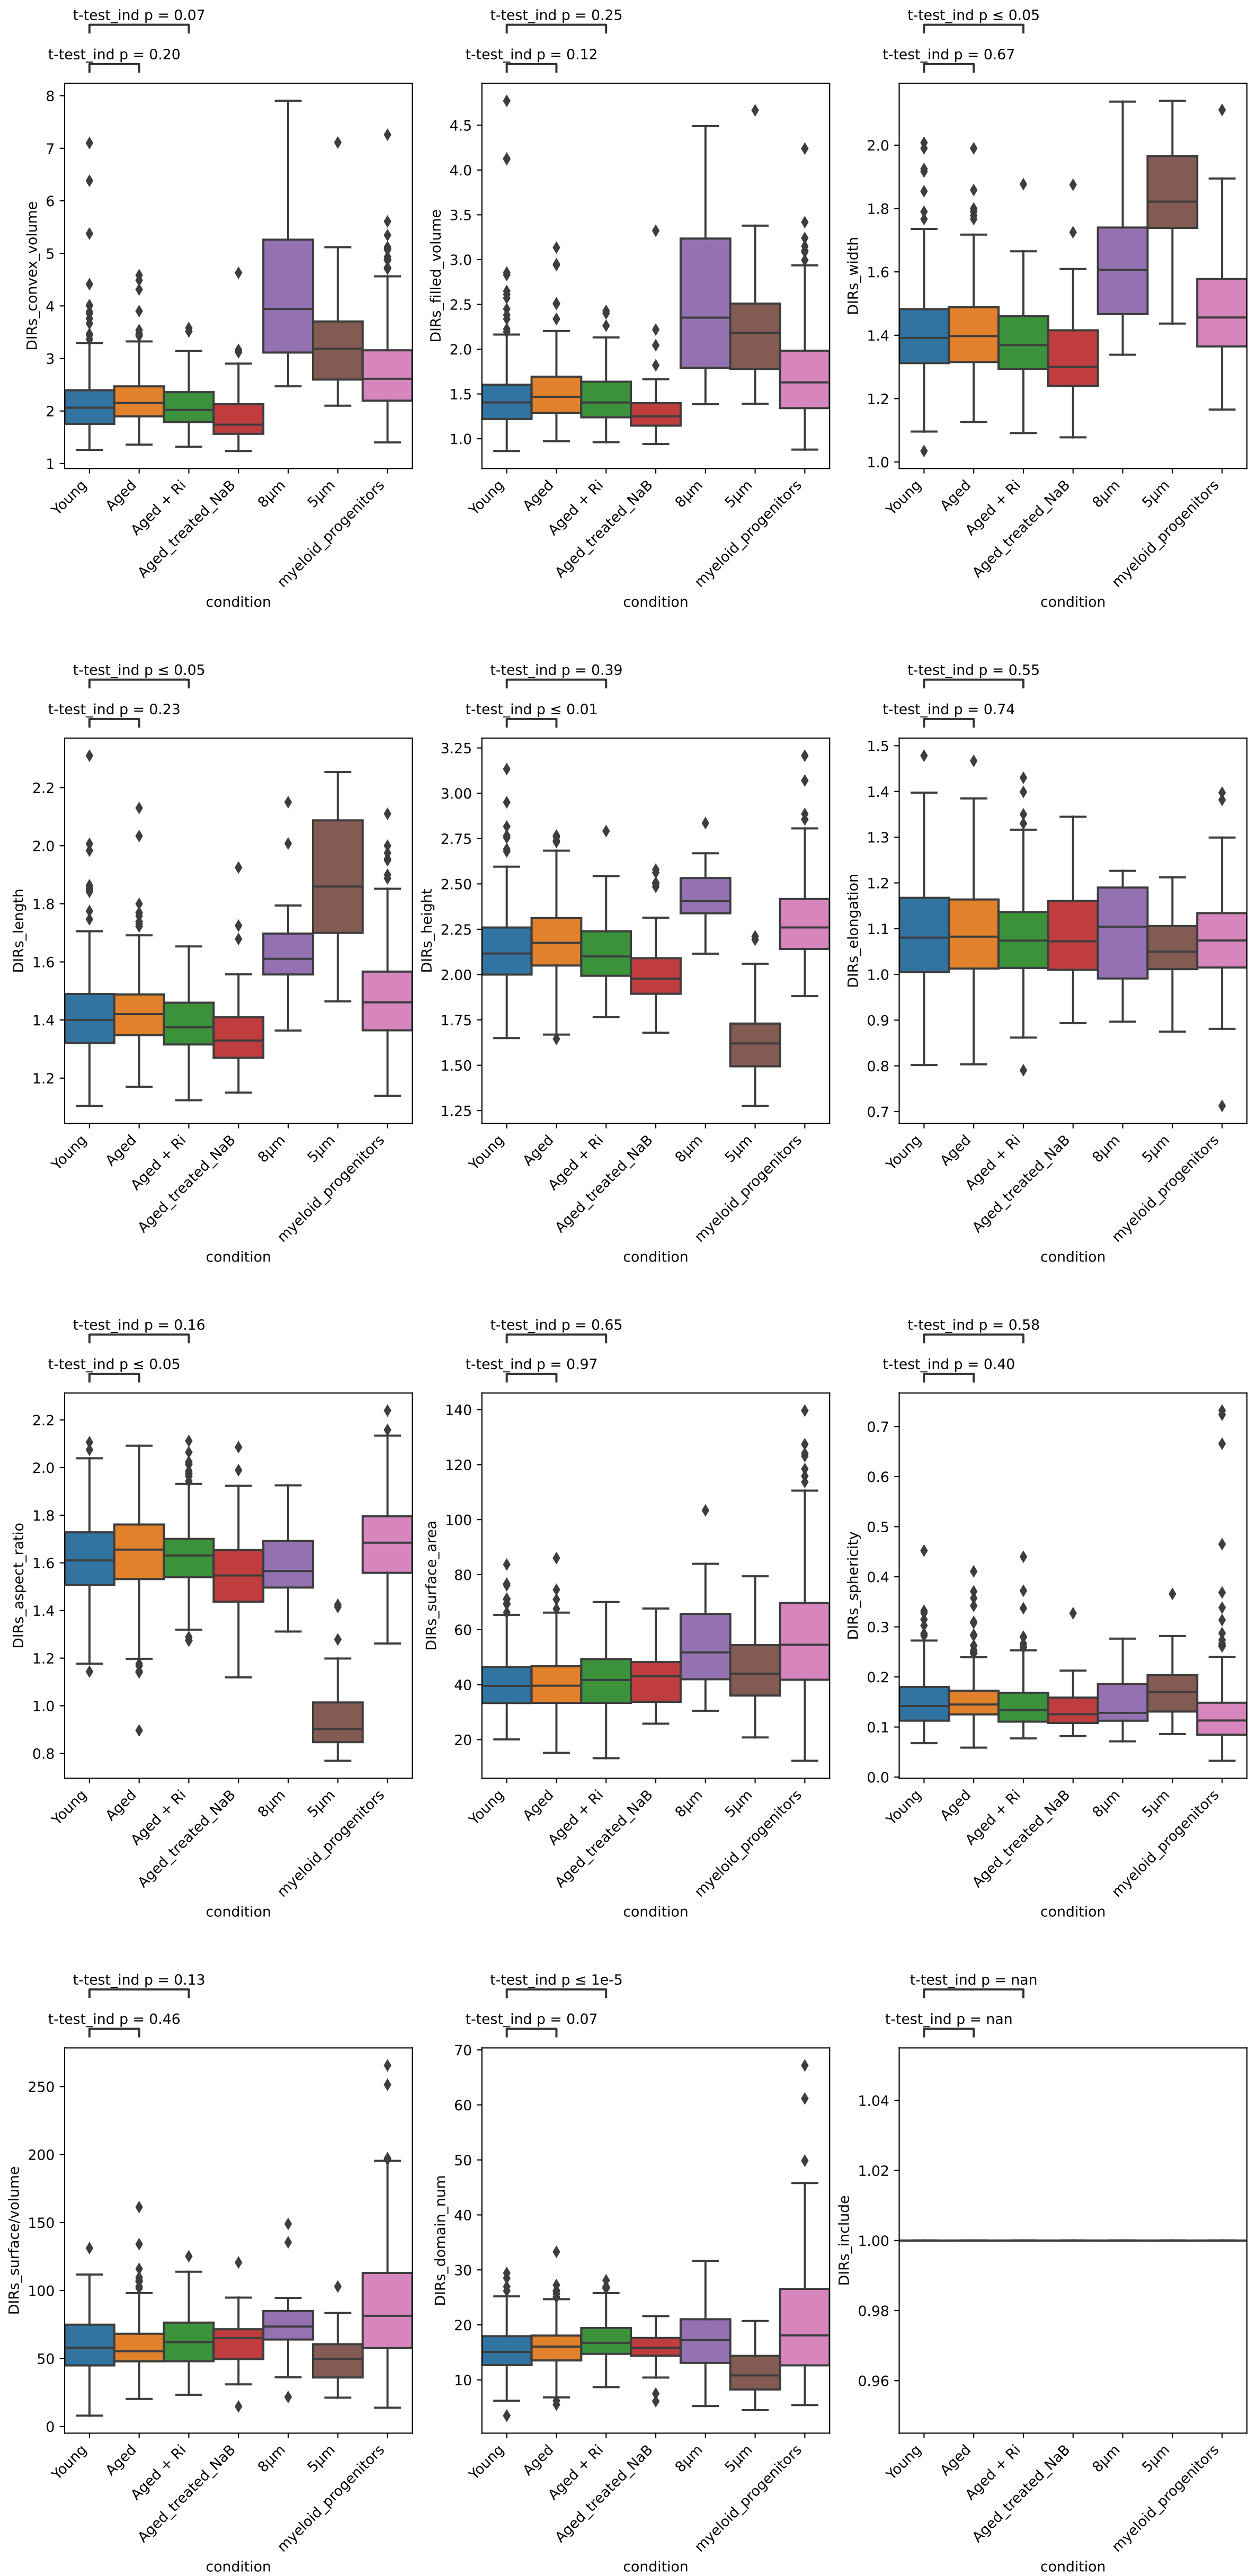 t-test_ind p = 0.07
t-test_ind p = 0.20
8
7
6
5
4
3
2
1
DIRs_convex_volume
Young
Aged
Aged + Ri
Aged_treated_NaB
8µm
5µm
myeloid_progenitors
condition
t-test_ind p = 0.25
t-test_ind p = 0.12
4.5
4.0
3.5
3.0
2.5
2.0
1.5
1.0
DIRs_filled_volume
Young
Aged
Aged + Ri
Aged_treated_NaB
8µm
5µm
myeloid_progenitors
condition
t-test_ind p ≤ 0.05
t-test_ind p = 0.67
2.0
1.8
1.6
1.4
1.2
1.0
DIRs_width
Young
Aged
Aged + Ri
Aged_treated_NaB
8µm
5µm
myeloid_progenitors
condition
t-test_ind p ≤ 0.05
t-test_ind p = 0.23
2.2
2.0
1.8
1.6
1.4
1.2
DIRs_length
Young
Aged
Aged + Ri
Aged_treated_NaB
8µm
5µm
myeloid_progenitors
condition
t-test_ind p = 0.39
t-test_ind p ≤ 0.01
3.25
3.00
2.75
2.50
2.25
2.00
1.75
1.50
1.25
DIRs_height
Young
Aged
Aged + Ri
Aged_treated_NaB
8µm
5µm
myeloid_progenitors
condition
t-test_ind p = 0.55
t-test_ind p = 0.74
1.5
1.4
1.3
1.2
1.1
1.0
0.9
0.8
0.7
DIRs_elongation
Young
Aged
Aged + Ri
Aged_treated_NaB
8µm
5µm
myeloid_progenitors
condition
t-test_ind p = 0.16
t-test_ind p ≤ 0.05
2.2
2.0
1.8
1.6
1.4
1.2
1.0
0.8
DIRs_aspect_ratio
Young
Aged
Aged + Ri
Aged_treated_NaB
8µm
5µm
myeloid_progenitors
condition
t-test_ind p = 0.65
t-test_ind p = 0.97
140
120
100
80
60
40
20
DIRs_surface_area
Young
Aged
Aged + Ri
Aged_treated_NaB
8µm
5µm
myeloid_progenitors
condition
t-test_ind p = 0.58
t-test_ind p = 0.40
0.7
0.6
0.5
0.4
0.3
0.2
0.1
0.0
DIRs_sphericity
Young
Aged
Aged + Ri
Aged_treated_NaB
8µm
5µm
myeloid_progenitors
condition
t-test_ind p = 0.13
t-test_ind p = 0.46
250
200
150
100
50
0
DIRs_surface/volume
Young
Aged
Aged + Ri
Aged_treated_NaB
8µm
5µm
myeloid_progenitors
condition
t-test_ind p ≤ 1e-5
t-test_ind p = 0.07
70
60
50
40
30
20
10
DIRs_domain_num
Young
Aged
Aged + Ri
Aged_treated_NaB
8µm
5µm
myeloid_progenitors
condition
t-test_ind p = nan
t-test_ind p = nan
1.04
1.02
1.00
0.98
0.96
DIRs_include
Young
Aged
Aged + Ri
Aged_treated_NaB
8µm
5µm
myeloid_progenitors
condition